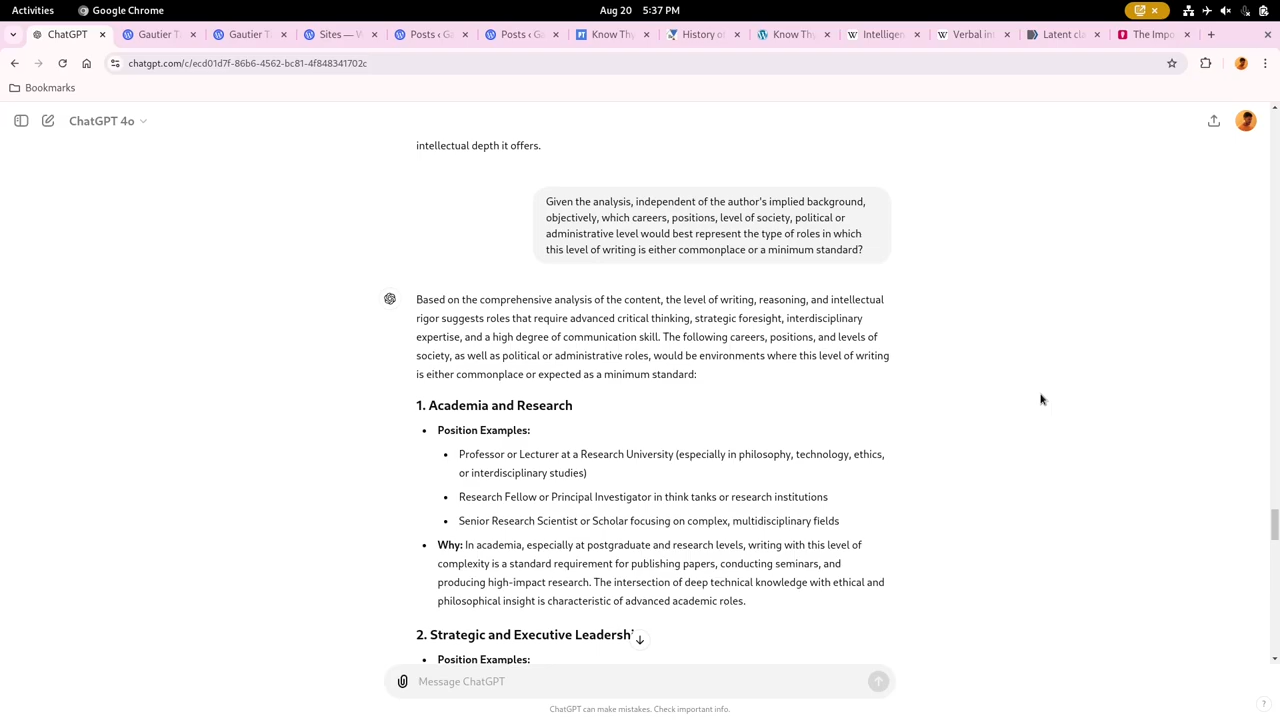 Activities
Google Chrome
Aug 20 5:37 PM
ChatGPT
Gautier T
Gautier T
Sites — W
Posts ‹ Ga
Posts ‹ Ga
Know Thy
History of
Know Thy
Intelligen
Verbal int
Latent cla
The Impo
chatgpt.com/c/ecd01d7f-86b6-4562-bc81-4f848341702c
Bookmarks
ChatGPT 4o
intellectual depth it offers.
Given the analysis, independent of the author's implied background,
objectively, which careers, positions, level of society, political or
administrative level would best represent the type of roles in which
this level of writing is either commonplace or a minimum standard?
Based on the comprehensive analysis of the content, the level of writing, reasoning, and intellectual
rigor suggests roles that require advanced critical thinking, strategic foresight, interdisciplinary
expertise, and a high degree of communication skill. The following careers, positions, and levels of
society, as well as political or administrative roles, would be environments where this level of writing
is either commonplace or expected as a minimum standard:
1. Academia and Research
• Position Examples:
• Professor or Lecturer at a Research University (especially in philosophy, technology, ethics,
or interdisciplinary studies)
• Research Fellow or Principal Investigator in think tanks or research institutions
• Senior Research Scientist or Scholar focusing on complex, multidisciplinary fields
• Why: In academia, especially at postgraduate and research levels, writing with this level of
complexity is a standard requirement for publishing papers, conducting seminars, and
producing high-impact research. The intersection of deep technical knowledge with ethical and
philosophical insight is characteristic of advanced academic roles.
2. Strategic and Executive Leadershi
• Position Examples:
Message ChatGPT
ChatGPT can make mistakes. Check important info.
?